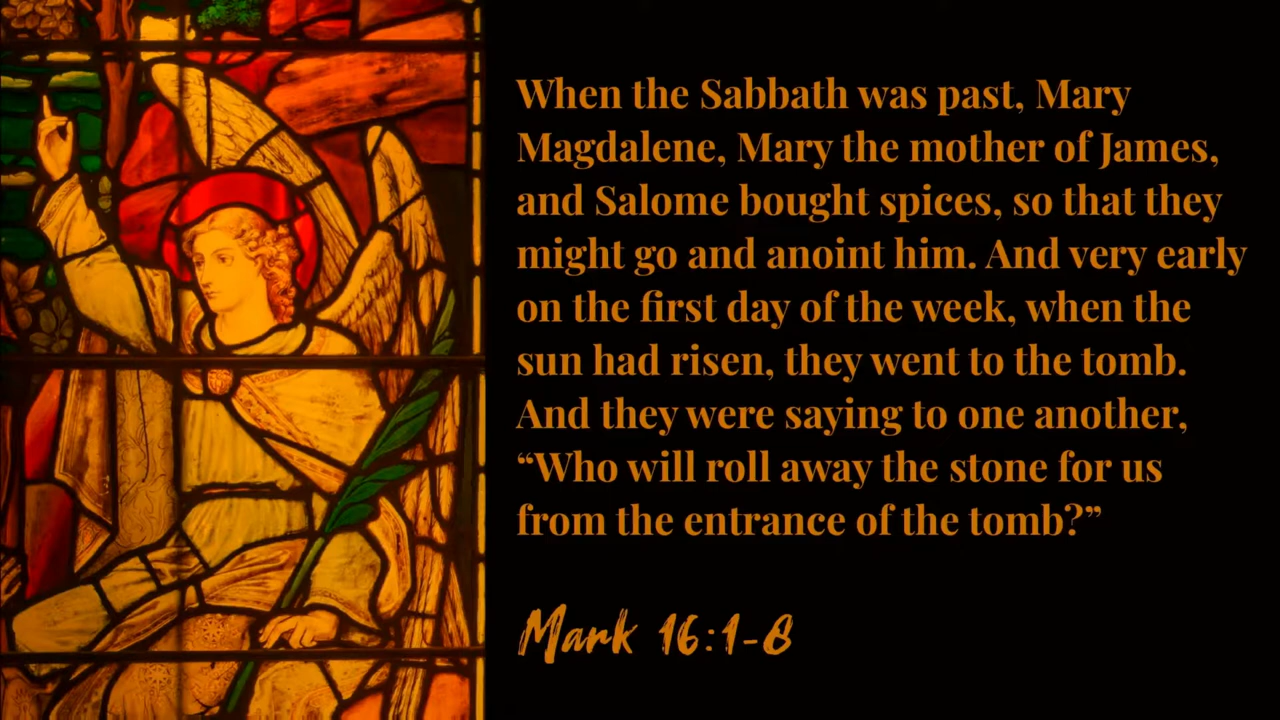 When the Sabbath was past, Mary
Magdalene, Mary the mother of James,
and Salome bought spices, so that they
might go and anoint him. And very early
on the first day of the week, when the
sun had risen, they went to the tomb.
And they were saying to one another,
“Who will roll away the stone for us
from the entrance of the tomb?”
Mark 16:1-8